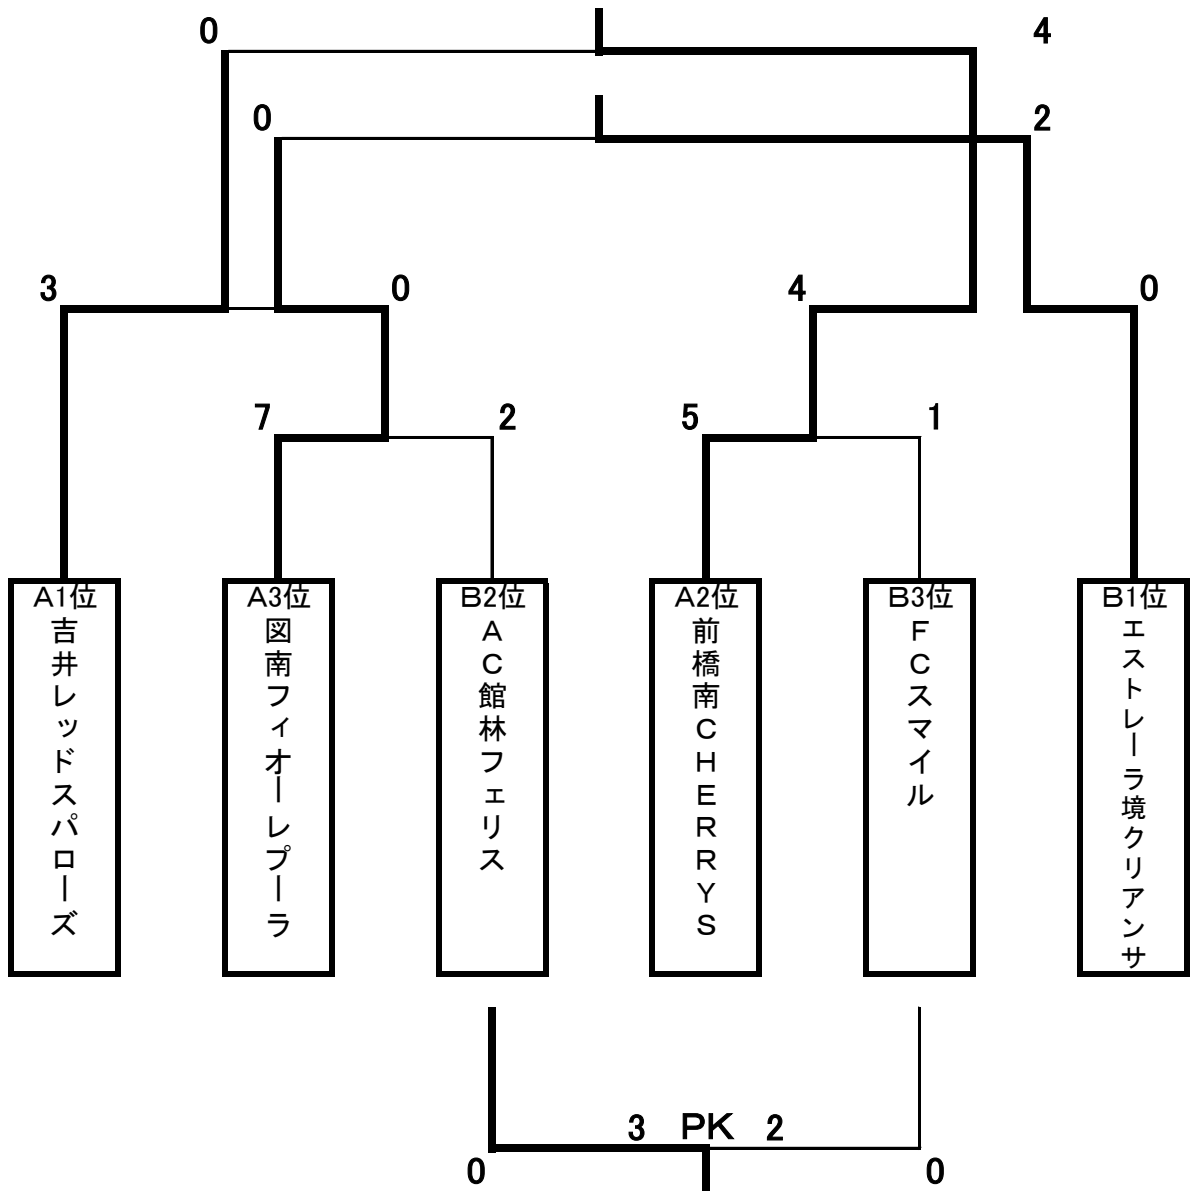 0
4
0
2
3
0
4
0
7
2
5
1
A1位
吉井レッドスパローズ
A3位
図南フィオーレプーラ
B2位
AC館林フェリス
A2位
前橋南CHERRYS
B3位
FCスマイル
B1位
エストレーラ境クリアンサ
3 PK 2
0
0